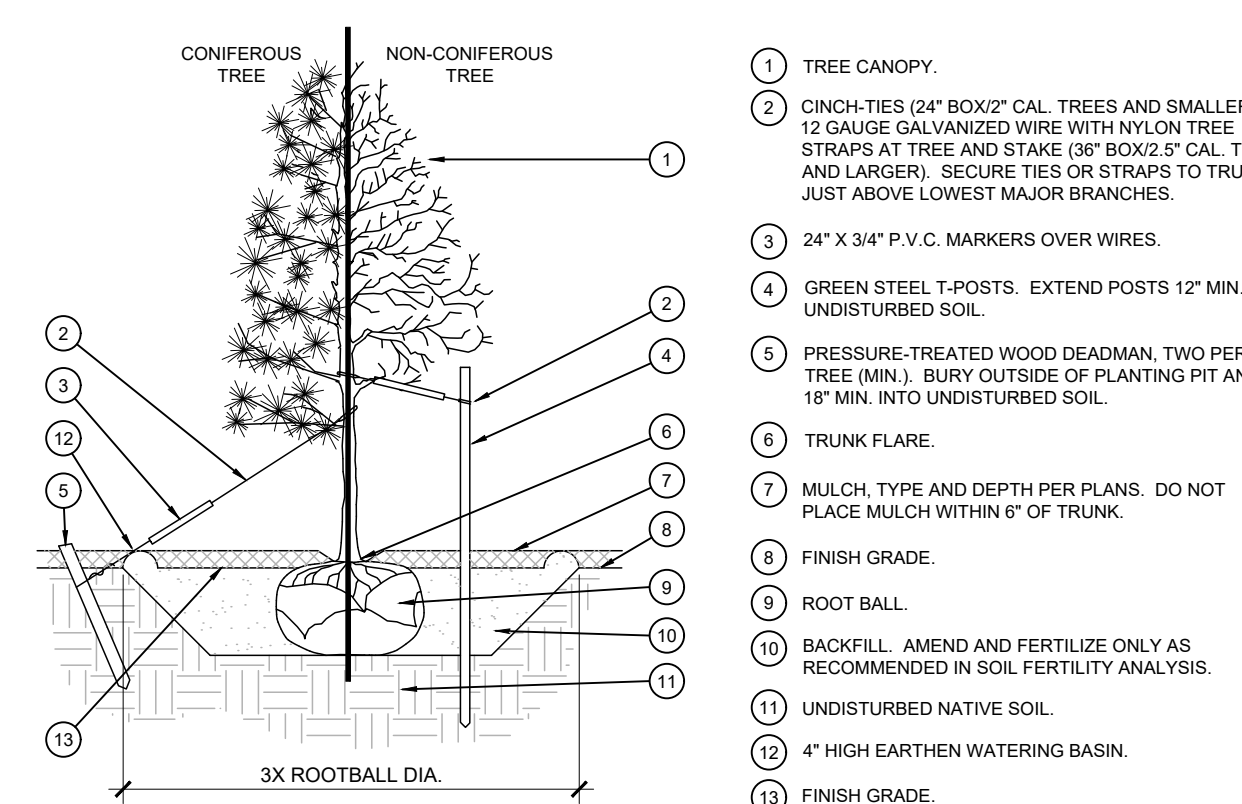 CONIFEROUS
TREE
NON-CONIFEROUS
TREE
1
2
4
6
7
8
9
10
11
2
3
12
5
13
3X ROOTBALL DIA.
1 TREE CANOPY.
2 CINCH-TIES (24" BOX/2" CAL. TREES AND SMALLER
12 GAUGE GALVANIZED WIRE WITH NYLON TREE
STRAPS AT TREE AND STAKE (36" BOX/2.5" CAL.
AND LARGER). SECURE TIES OR STRAPS TO
JUST ABOVE LOWEST MAJOR BRANCHES.
3 24" X 3/4" P.V.C. MARKERS OVER WIRES.
4 GREEN STEEL T-POSTS. EXTEND POSTS 12" MIN.
UNDISTURBED SOIL.
5 PRESSURE-TREATED WOOD DEADMAN, TWO PER
TREE (MIN.). BURY OUTSIDE OF PLANTING PIT
18" MIN. INTO UNDISTURBED SOIL.
6 TRUNK FLARE.
7 MULCH, TYPE AND DEPTH PER PLANS. DO NOT
PLACE MULCH WITHIN 6" OF TRUNK.
8 FINISH GRADE.
9 ROOT BALL.
10 BACKFILL. AMEND AND FERTILIZE ONLY AS
RECOMMENDED IN SOIL FERTILITY ANALYSIS.
11 UNDISTURBED NATIVE SOIL.
12 4" HIGH EARTHEN WATERING BASIN.
13 FINISH GRADE.